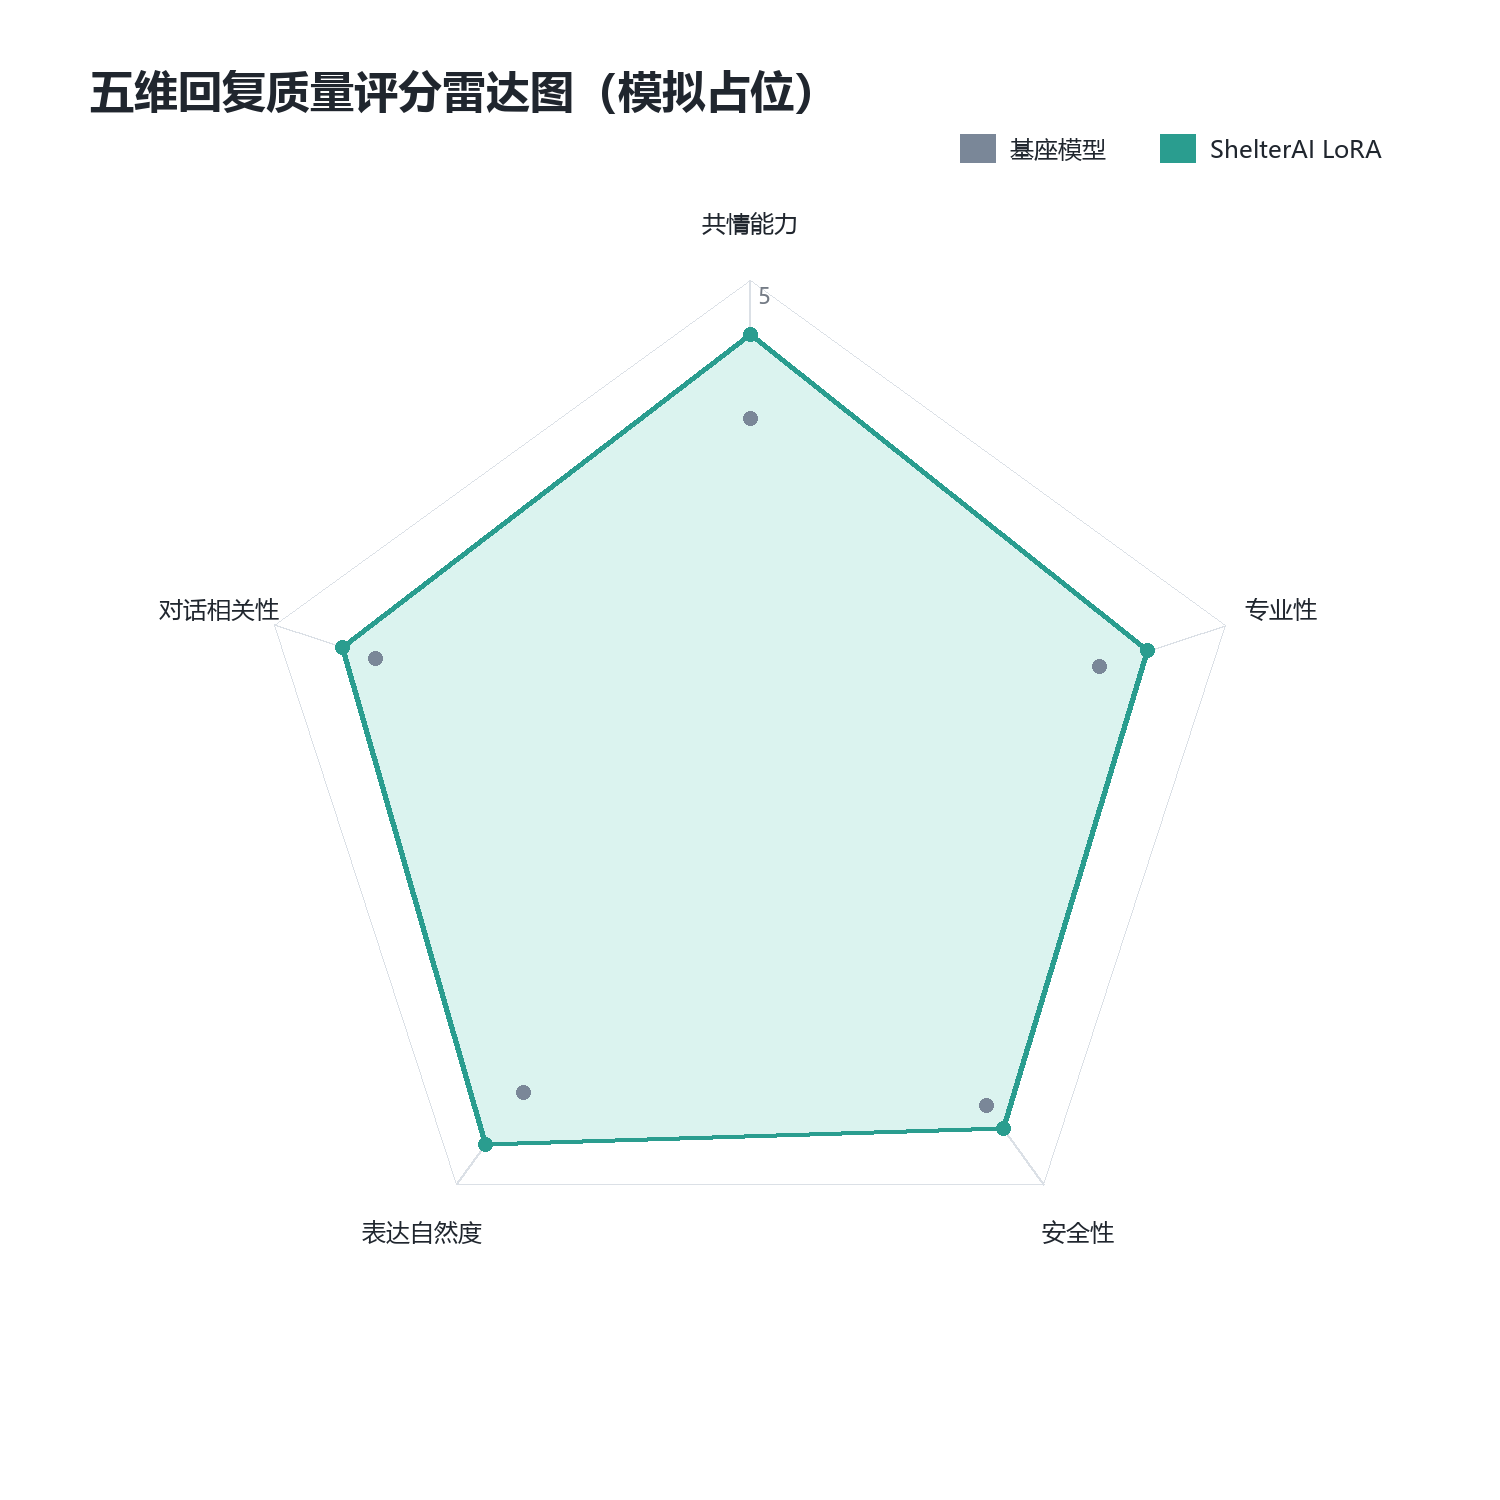 五维回复质量评分雷达图（模拟占位）
基座模型
ShelterAI LoRA
共情能力
5
对话相关性
专业性
表达自然度
安全性